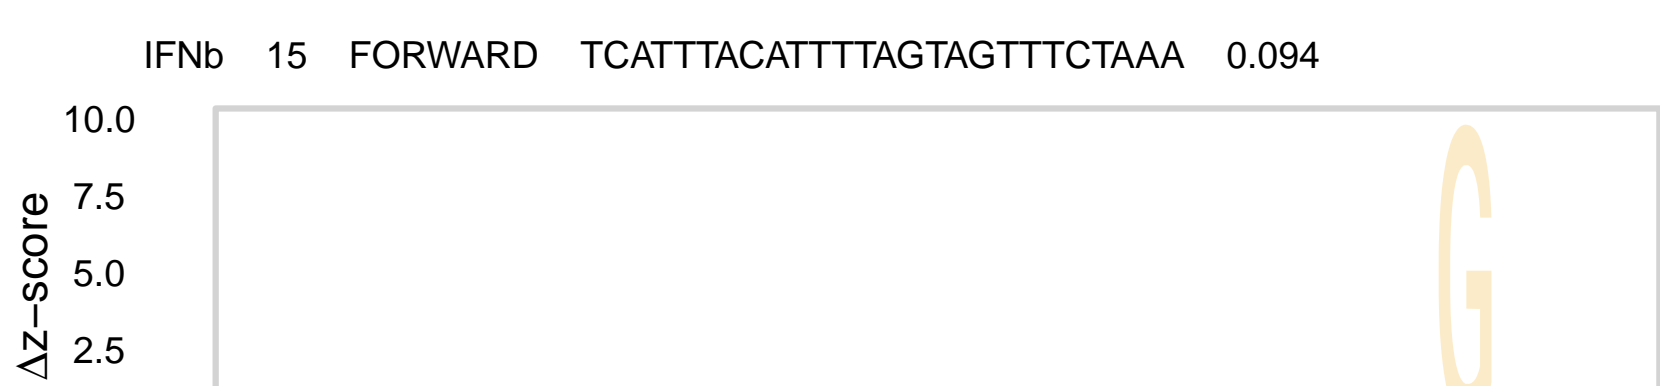 IFNb 15 FORWARD TCATTTACATTTTAGTAGTTTCTAAA 0.094
10.0
7.5
5.0
2.5
Δz−score
G